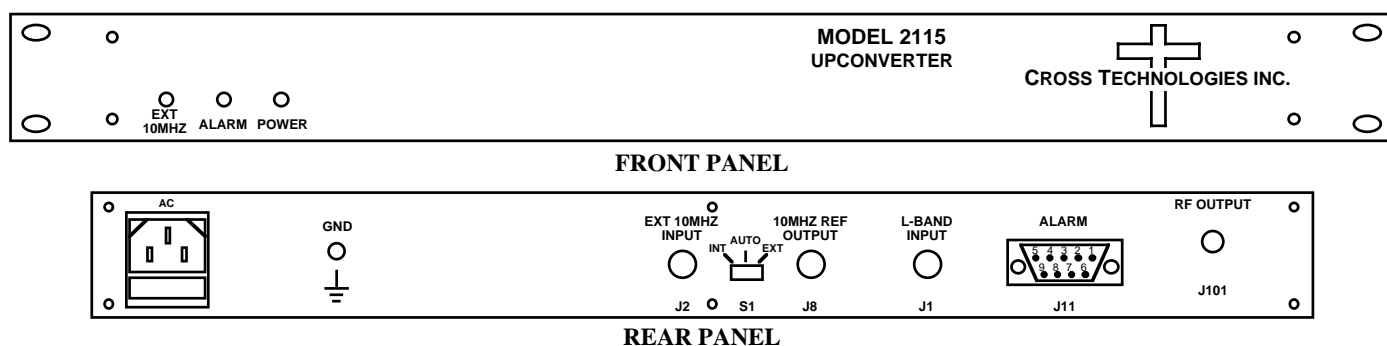 MODEL 2115
UPCONVERTER
CROSS TECHNOLOGIES INC.
EXT
10MHZ
ALARM
POWER
FRONT PANEL
AC
GND
EXT 10MHZ
INPUT
J2
INT
AUTO
EXT
S1
10MHZ REF
OUTPUT
J8
L-BAND
INPUT
J1
ALARM
5 4 3 2 1
9 8 7 6
J11
RF OUTPUT
J101
REAR PANEL